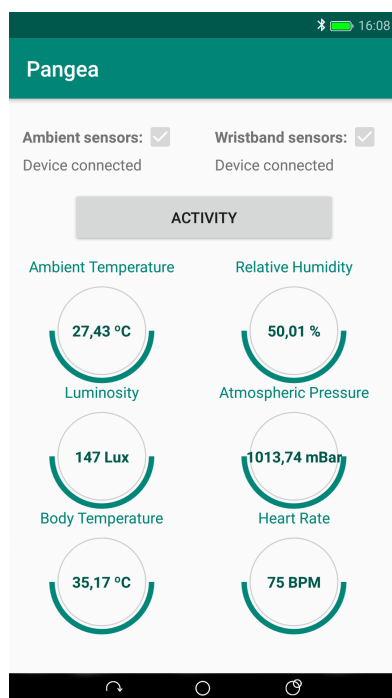 16:08
Pangea
Ambient sensors: Wristband sensors:
Device connected Device connected
ACTIVITY
Ambient Temperature Relative Humidity
27,43 ºC 50,01 %
Luminosity Atmospheric Pressure
147 Lux 1013,74 mBar
Body Temperature Heart Rate
35,17 ºC 75 BPM